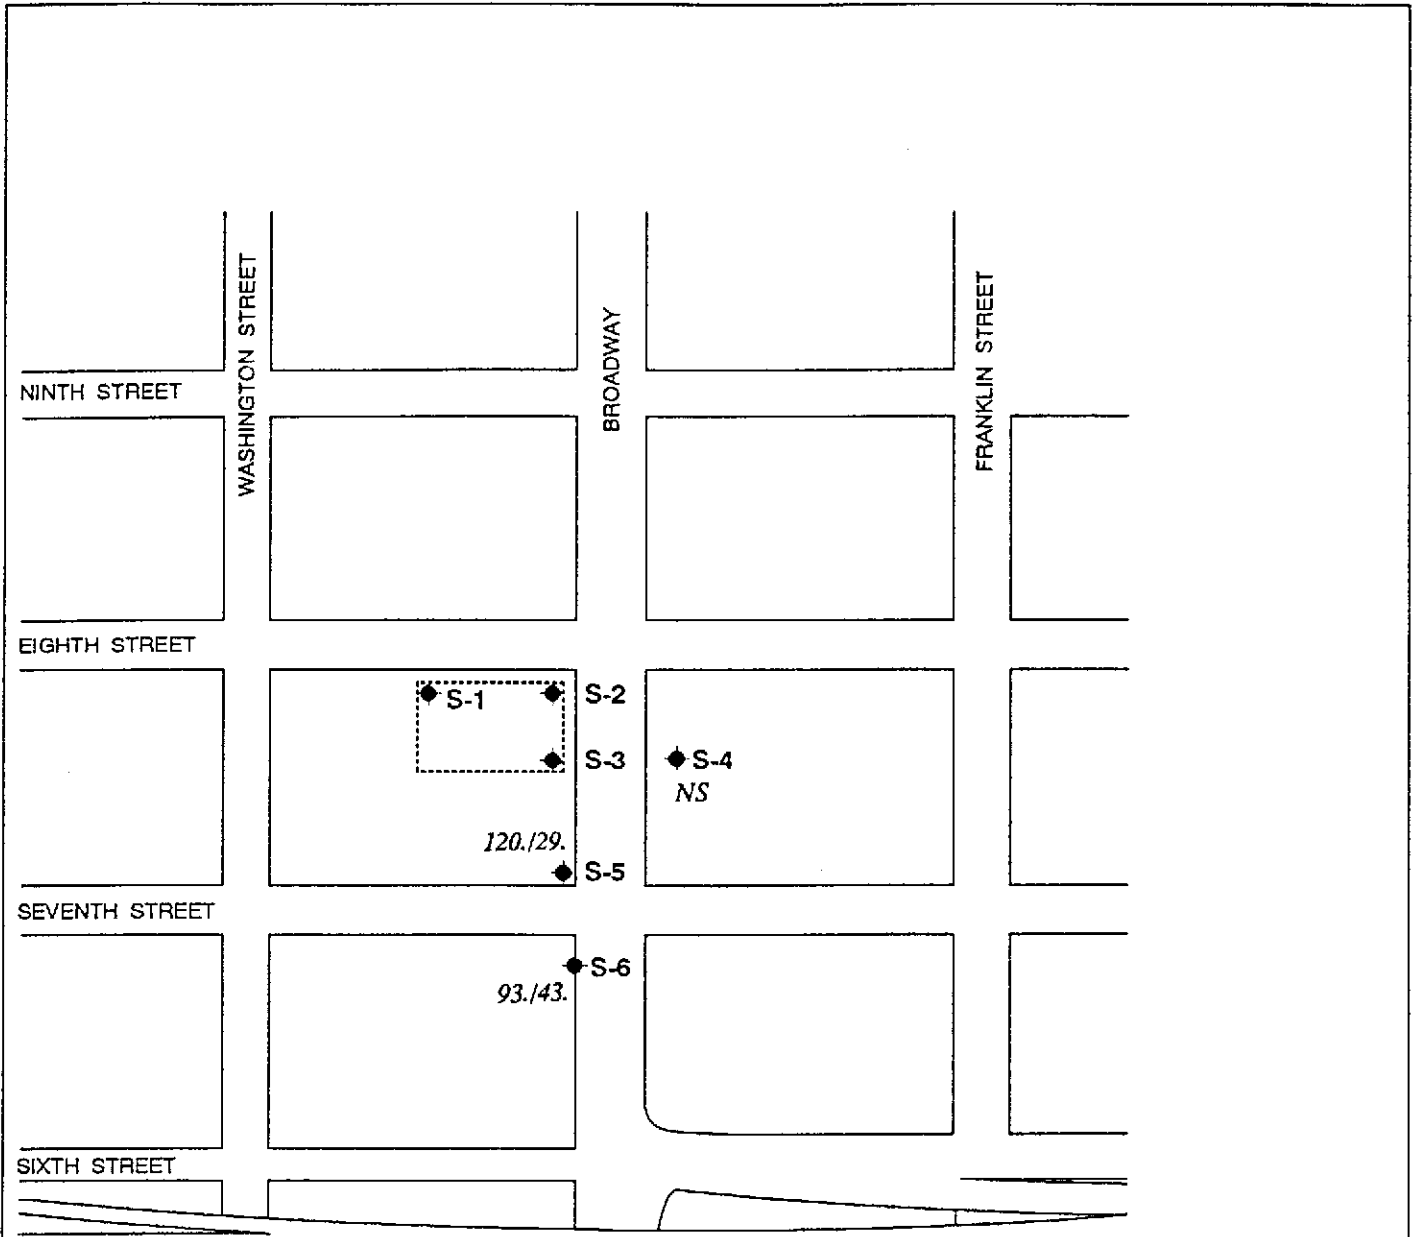 WASHINGTON STREET
BROADWAY
FRANKLIN STREET
NINTH STREET
EIGHTH STREET
S-1
S-2
S-3
S-4
NS
120./29.
S-5
SEVENTH STREET
S-6
93./43.
SIXTH STREET